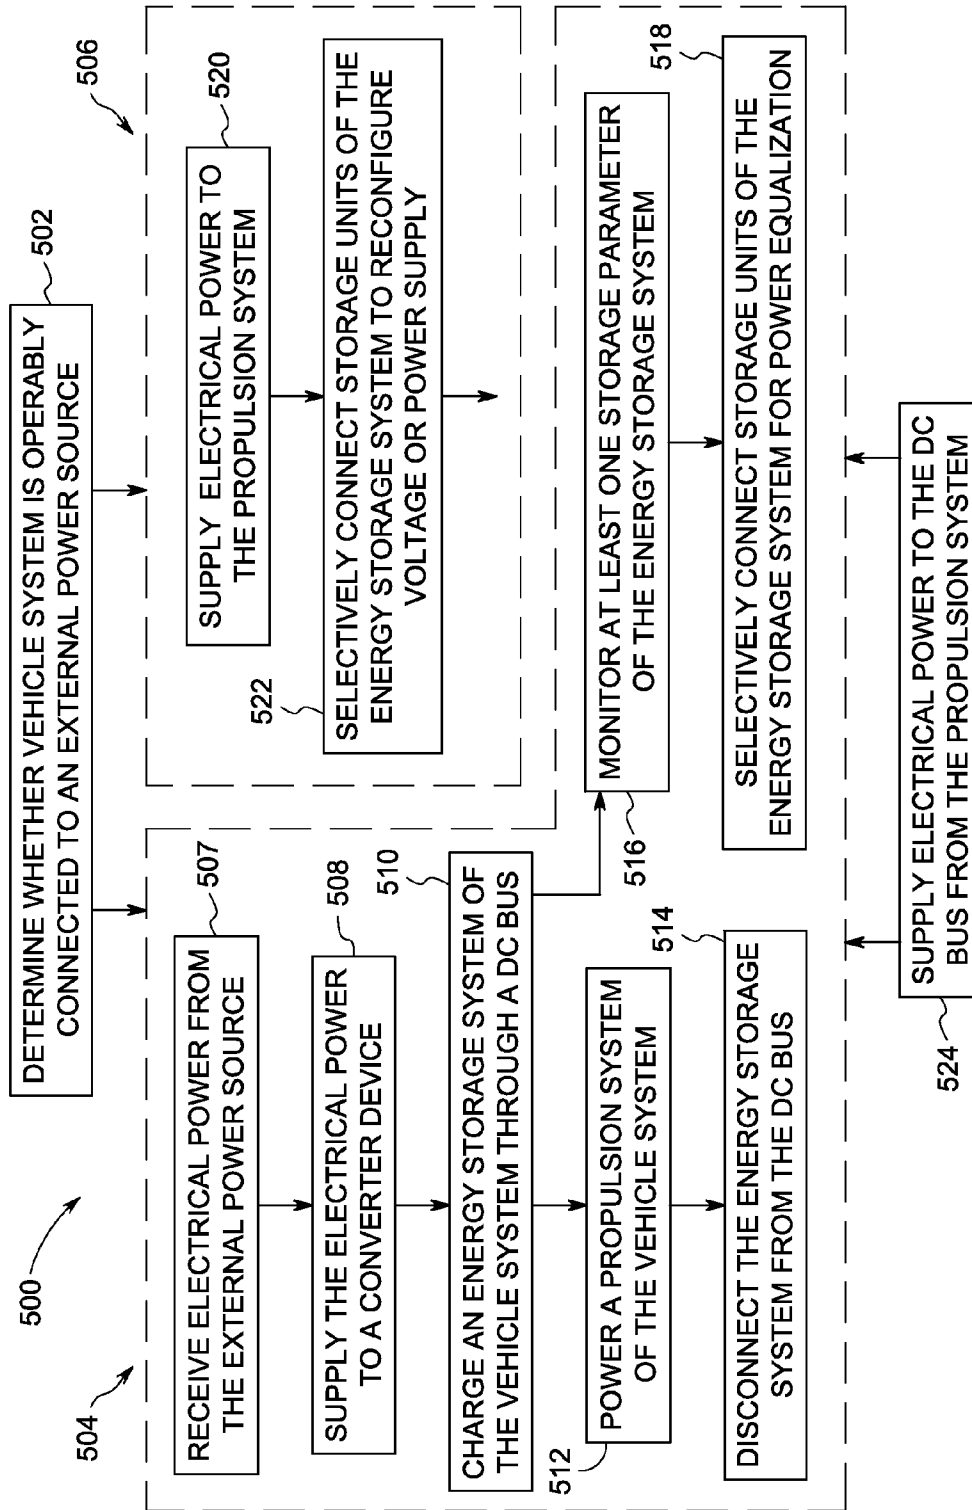 500
DETERMINE WHETHER VEHICLE SYSTEM IS OPERABLY
CONNECTED TO AN EXTERNAL POWER SOURCE
502
504
506
RECEIVE ELECTRICAL POWER FROM
THE EXTERNAL POWER SOURCE
507
SUPPLY THE ELECTRICAL POWER
TO A CONVERTER DEVICE
508
CHARGE AN ENERGY STORAGE SYSTEM OF
THE VEHICLE SYSTEM THROUGH A DC BUS
510
POWER A PROPULSION SYSTEM
OF THE VEHICLE SYSTEM
512
DISCONNECT THE ENERGY STORAGE
SYSTEM FROM THE DC BUS
514
MONITOR AT LEAST ONE STORAGE PARAMETER
OF THE ENERGY STORAGE SYSTEM
516
SELECTIVELY CONNECT STORAGE UNITS OF THE
ENERGY STORAGE SYSTEM FOR POWER EQUALIZATION
518
SUPPLY ELECTRICAL POWER TO
THE PROPULSION SYSTEM
520
SELECTIVELY CONNECT STORAGE UNITS OF THE
ENERGY STORAGE SYSTEM TO RECONFIGURE
VOLTAGE OR POWER SUPPLY
522
SUPPLY ELECTRICAL POWER TO THE DC
BUS FROM THE PROPULSION SYSTEM
524